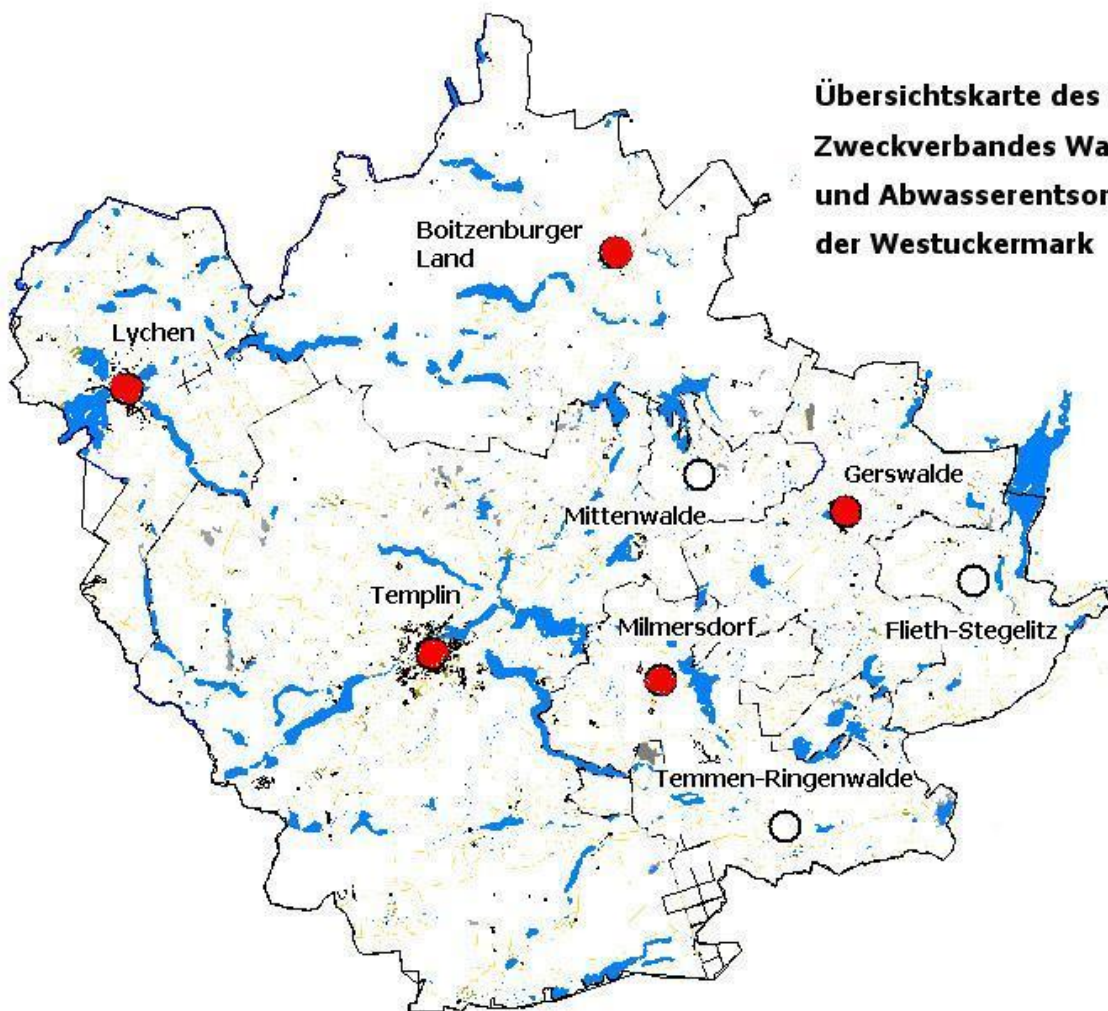 Übersichtskarte des
Zweckverbandes Wa
und Abwasserentsor
der Westuckermark
Boitzenburger
Land
Lychen
Gerswalde
Mittenwalde
Templin
Milmersdorf
Flieth-Stegelitz
Temmen-Ringenwalde